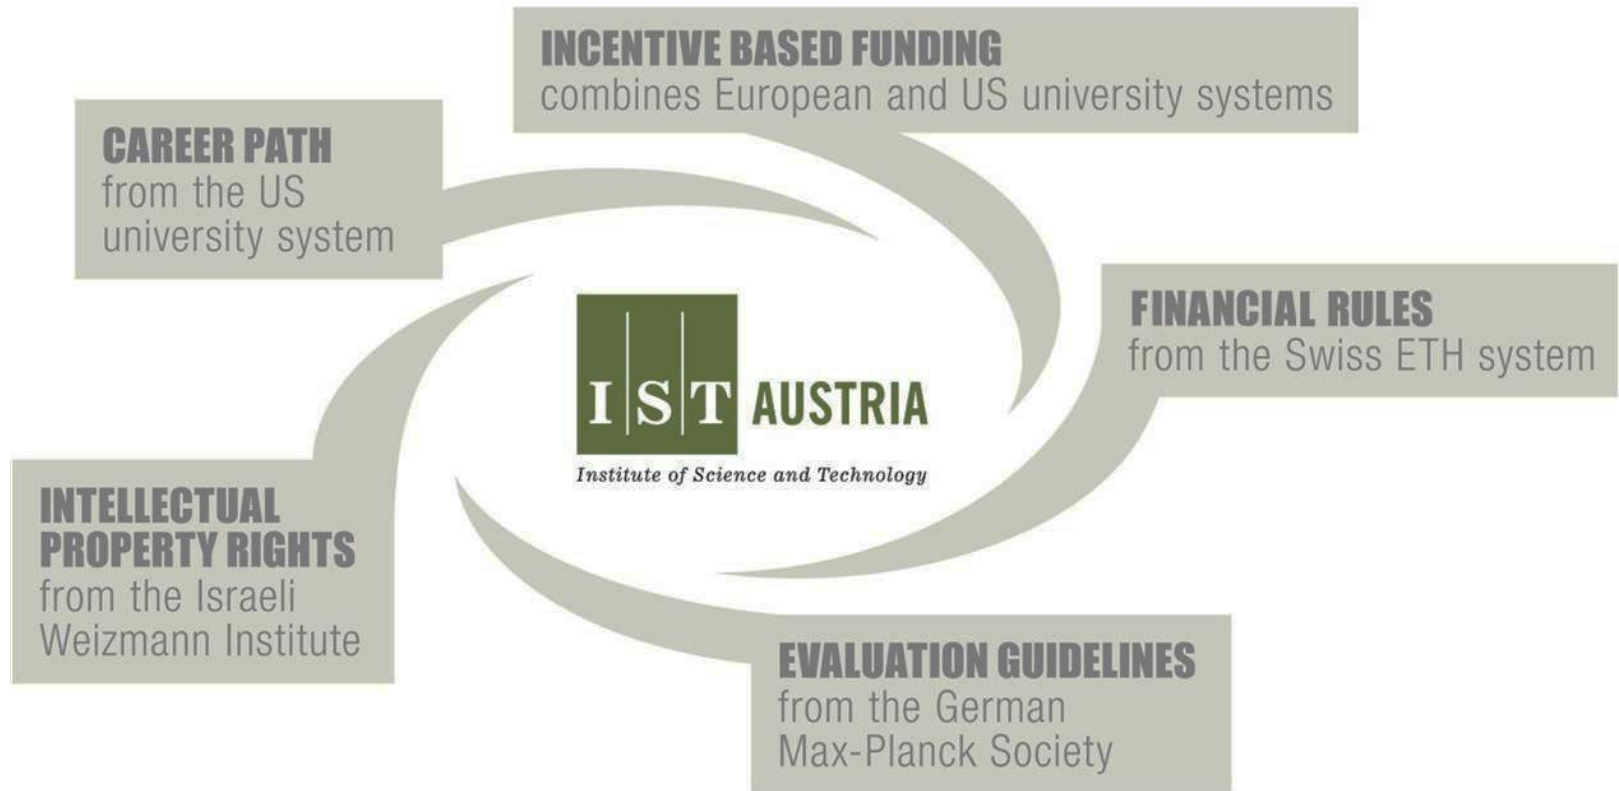 INCENTIVE BASED FUNDING
combines European and US university systems
CAREER PATH
from the US
university system
FINANCIAL RULES
from the Swiss ETH system
IST AUSTRIA
Institute of Science and Technology
INTELLECTUAL
PROPERTY RIGHTS
from the Israeli
Weizmann Institute
EVALUATION GUIDELINES
from the German
Max-Planck Society